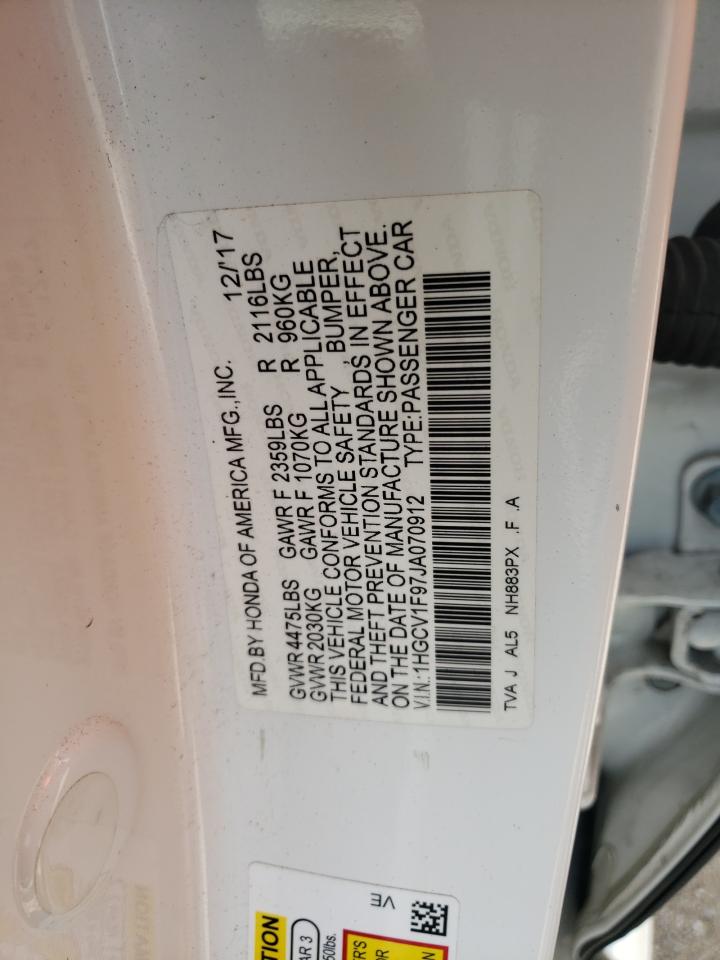 MFD.BY HONDA OF AMERICA MFG.,INC. 12/'17
GVWR 4475LBS GAWR F 2359LBS R 2116LBS
GVWR 2030KG GAWR F 1070KG R 960KG
THIS VEHICLE CONFORMS TO ALL APPLICABLE
FEDERAL MOTOR VEHICLE SAFETY , BUMPER,
AND THEFT PREVENTION STANDARDS IN EFFECT
ON THE DATE OF MANUFACTURE SHOWN ABOVE.
V.I.N.:1HGCV1F97JA070912 TYPE:PASSENGER CAR
TVA J AL5 NH883PX .F .A
VE